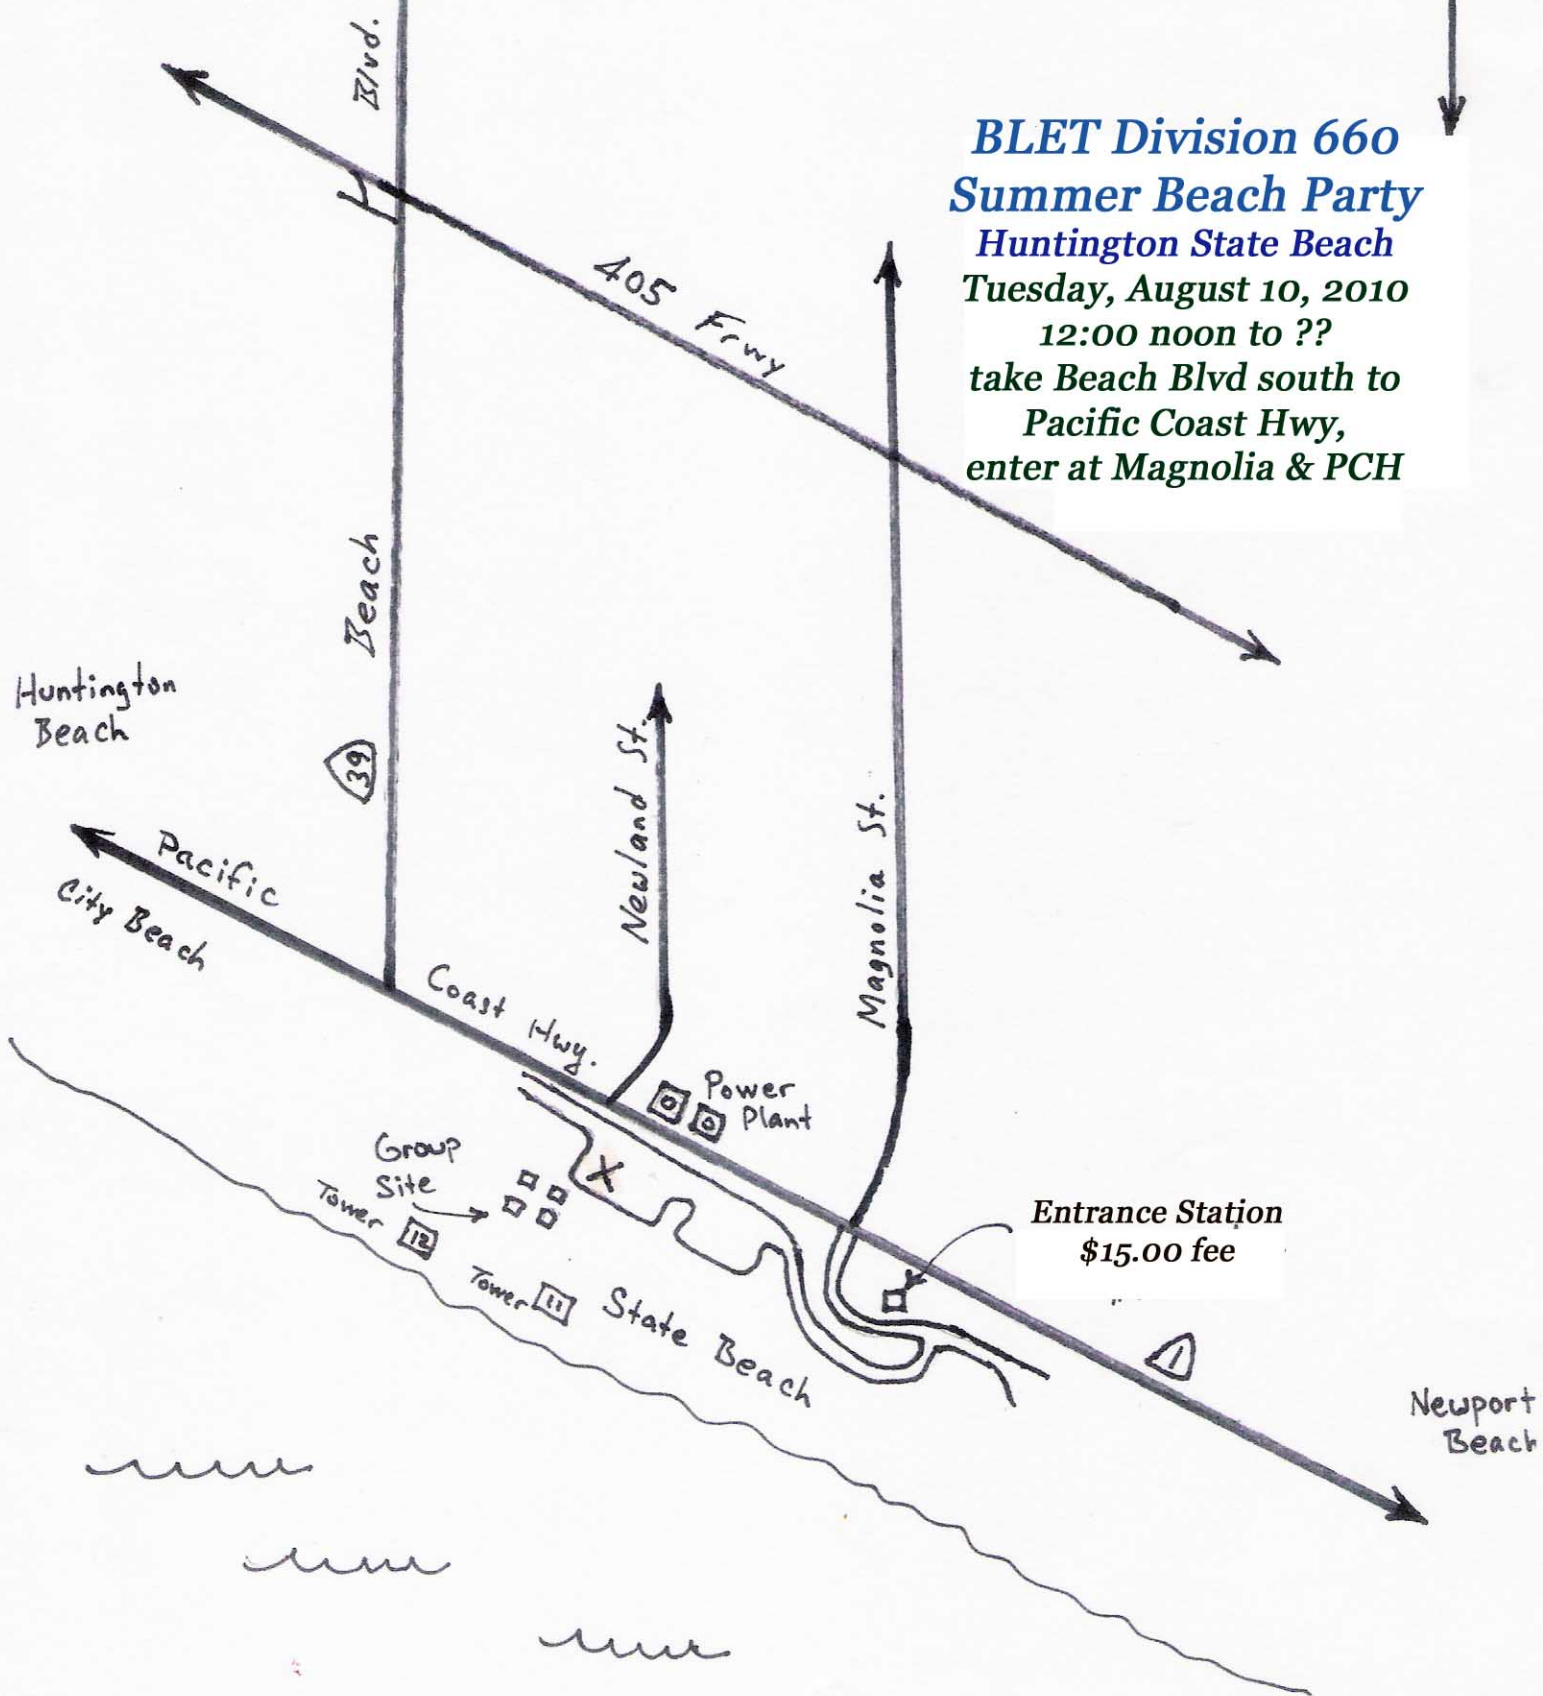 Blvd.
BLET Division 660
Summer Beach Party
Huntington State Beach
Tuesday, August 10, 2010
12:00 noon to ??
take Beach Blvd south to
Pacific Coast Hwy,
enter at Magnolia & PCH
405 Frwy
Beach
Huntington
Beach
39
Newland St.
Magnolia St.
Pacific
City Beach
Coast Hwy.
Power
Plant
Group
Site
X
Tower 12
Tower 11
State Beach
Entrance Station
$15.00 fee
1
Newport
Beach